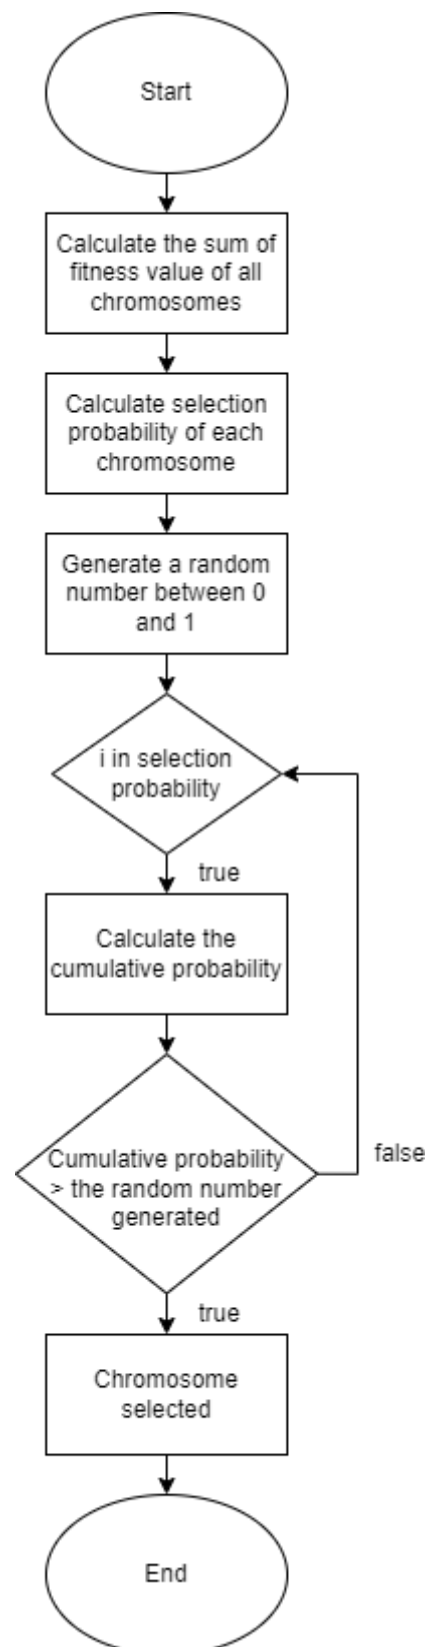 Start
Calculate the sum of
fitness value of all
chromosomes
Calculate selection
probability of each
chromosome
Generate a random
number between 0
and 1
i in selection
probability
true
Calculate the
cumulative probability
Cumulative probability
> the random number
generated
false
true
Chromosome
selected
End